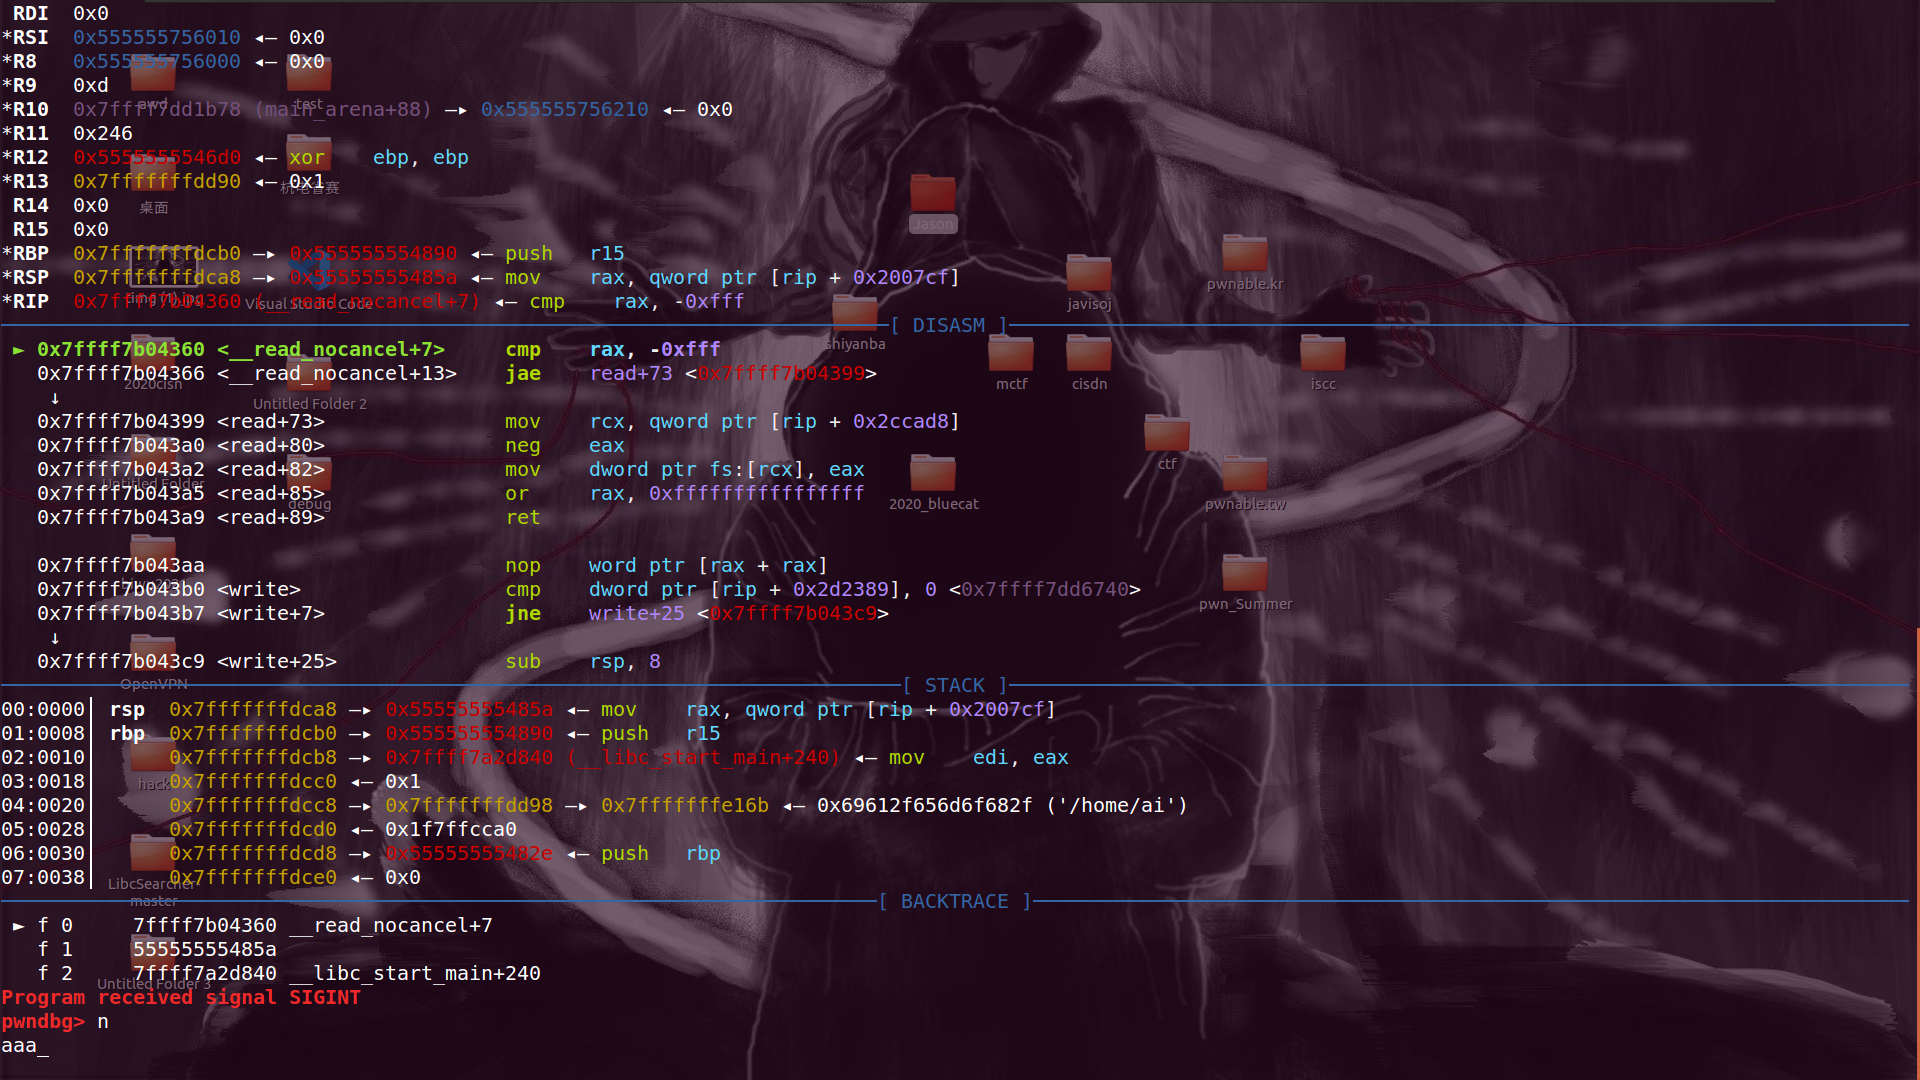 RDI  0x0
*RSI  0x555555756010 ◂— 0x0
*R8   0x555555756000 ◂— 0x0
*R9   0xd
*R10  0x7ffff7dd1b78 (main_arena+88) —▸ 0x555555756210 ◂— 0x0
*R11  0x246
*R12  0x5555555546d0 ◂— xor    ebp, ebp
*R13  0x7fffffffdd90 ◂— 0x1
R14  0x0
R15  0x0
*RBP  0x7fffffffdcb0 —▸ 0x555555554890 ◂— push   r15
*RSP  0x7fffffffdca8 —▸ 0x55555555485a ◂— mov    rax, qword ptr [rip + 0x2007cf]
*RIP  0x7ffff7b04360 (__read_nocancel+7) ◂— cmp    rax, -0xfff
[ DISASM ]
► 0x7ffff7b04360 <__read_nocancel+7>     cmp    rax, -0xfff
0x7ffff7b04366 <__read_nocancel+13>    jae    read+73 <0x7ffff7b04399>
↓
0x7ffff7b04399 <read+73>               mov    rcx, qword ptr [rip + 0x2ccad8]
0x7ffff7b043a0 <read+80>               neg    eax
0x7ffff7b043a2 <read+82>               mov    dword ptr fs:[rcx], eax
0x7ffff7b043a5 <read+85>               or     rax, 0xffffffffffffffff
0x7ffff7b043a9 <read+89>               ret
0x7ffff7b043aa                         nop    word ptr [rax + rax]
0x7ffff7b043b0 <write>                 cmp    dword ptr [rip + 0x2d2389], 0 <0x7ffff7dd6740>
0x7ffff7b043b7 <write+7>               jne    write+25 <0x7ffff7b043c9>
↓
0x7ffff7b043c9 <write+25>              sub    rsp, 8
[ STACK ]
00:0000│ rsp  0x7fffffffdca8 —▸ 0x55555555485a ◂— mov    rax, qword ptr [rip + 0x2007cf]
01:0008│ rbp  0x7fffffffdcb0 —▸ 0x555555554890 ◂— push   r15
02:0010│      0x7fffffffdcb8 —▸ 0x7ffff7a2d840 (__libc_start_main+240) ◂— mov    edi, eax
03:0018│      0x7fffffffdcc0 ◂— 0x1
04:0020│      0x7fffffffdcc8 —▸ 0x7fffffffdd98 —▸ 0x7fffffffe16b ◂— 0x69612f656d6f682f ('/home/ai')
05:0028│      0x7fffffffdcd0 ◂— 0x1f7ffcca0
06:0030│      0x7fffffffdcd8 —▸ 0x55555555482e ◂— push   rbp
07:0038│      0x7fffffffdce0 ◂— 0x0
[ BACKTRACE ]
► f 0     7ffff7b04360 __read_nocancel+7
f 1     55555555485a
f 2     7ffff7a2d840 __libc_start_main+240
Program received signal SIGINT
pwndbg> n
aaa_
awd
test
桌面
Jason
Visual Studio Code
javisoj
pwnable.kr
shiyanba
2020cisn
Untitled Folder 2
mctf
cisdn
iscc
ctf
Untitled Folder
debug
2020_bluecat
pwnable.tw
pwn_Summer
OpenVPN
hack
LibcSearcher-
master
Untitled Folder 3